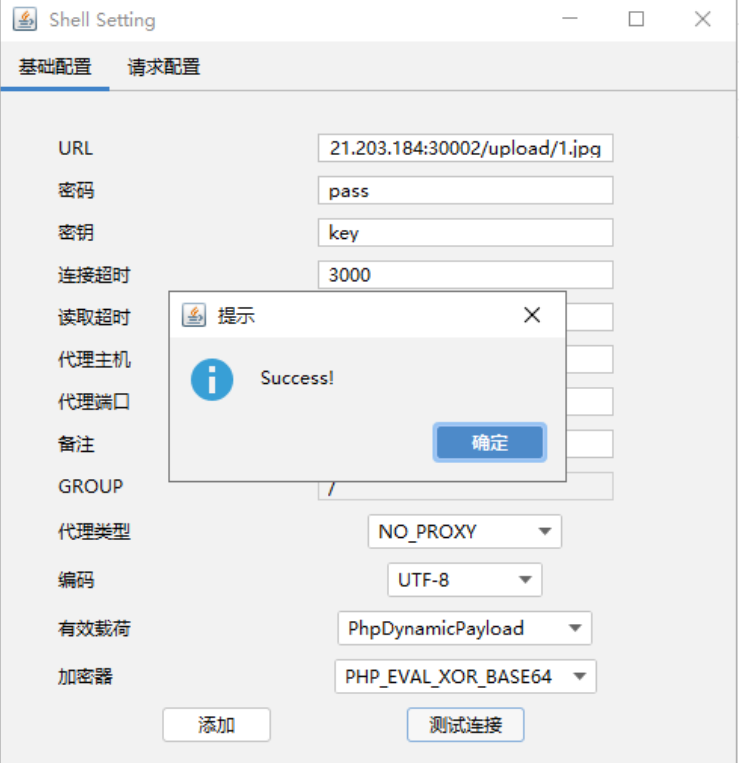 Shell Setting
基础配置 请求配置
URL 21.203.184:30002/upload/1.jpg
密码 pass
密钥 key
连接超时 3000
读取超时
提示
代理主机
Success!
代理端口
备注 确定
GROUP /
代理类型 NO_PROXY
编码 UTF-8
有效载荷 PhpDynamicPayload
加密器 PHP_EVAL_XOR_BASE64
添加 测试连接